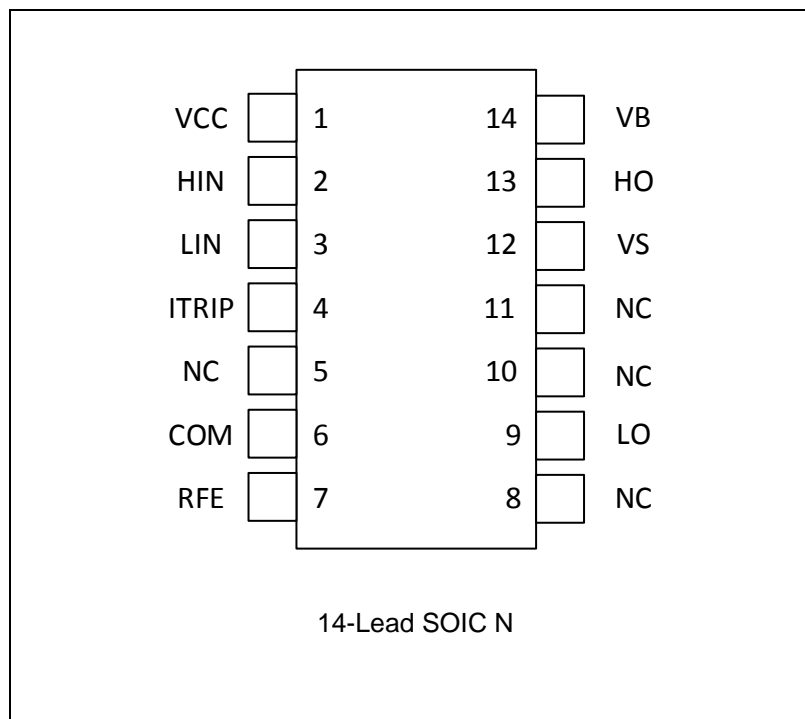 VCC 1 14 VB
HIN 2 13 HO
LIN 3 12 VS
ITRIP 4 11 NC
NC 5 10 NC
COM 6 9 LO
RFE 7 8 NC
14-Lead SOIC N